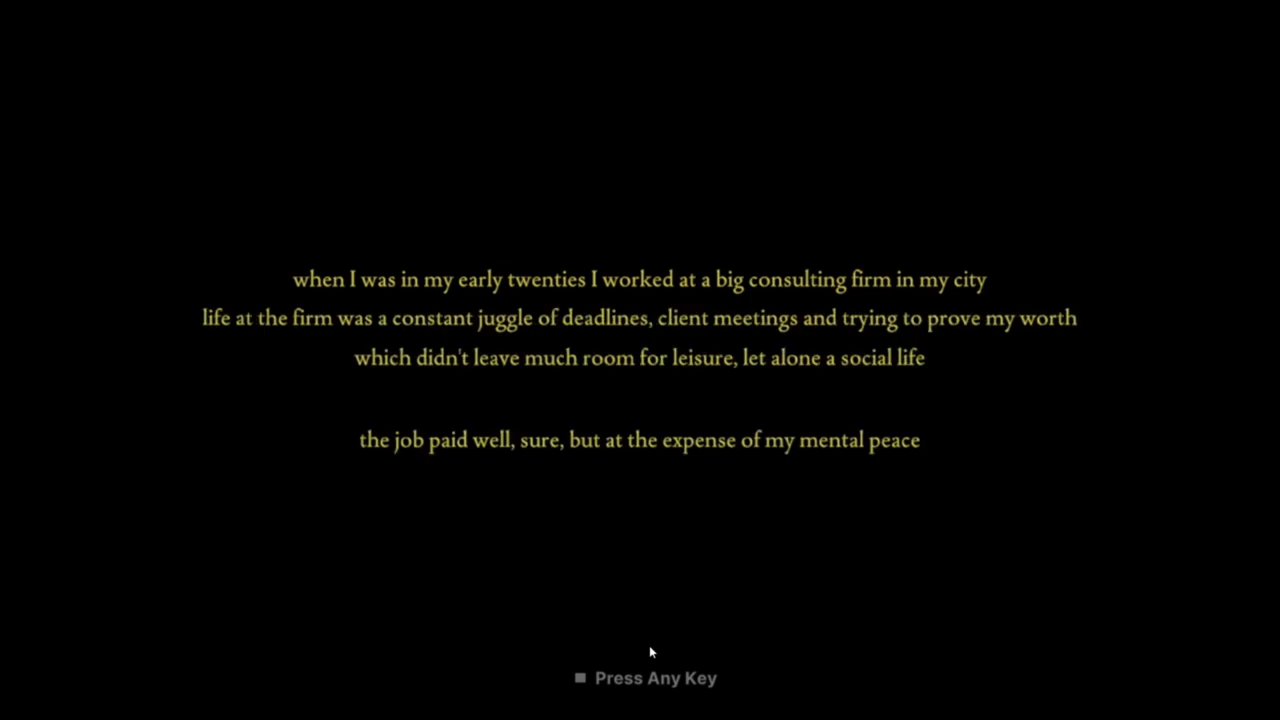 when I was in my early twenties I worked at a big consulting firm in my city
life at the firm was a constant juggle of deadlines, client meetings and trying to prove my worth
which didn't leave much room for leisure, let alone a social life
the job paid well, sure, but at the expense of my mental peace
Press Any Key